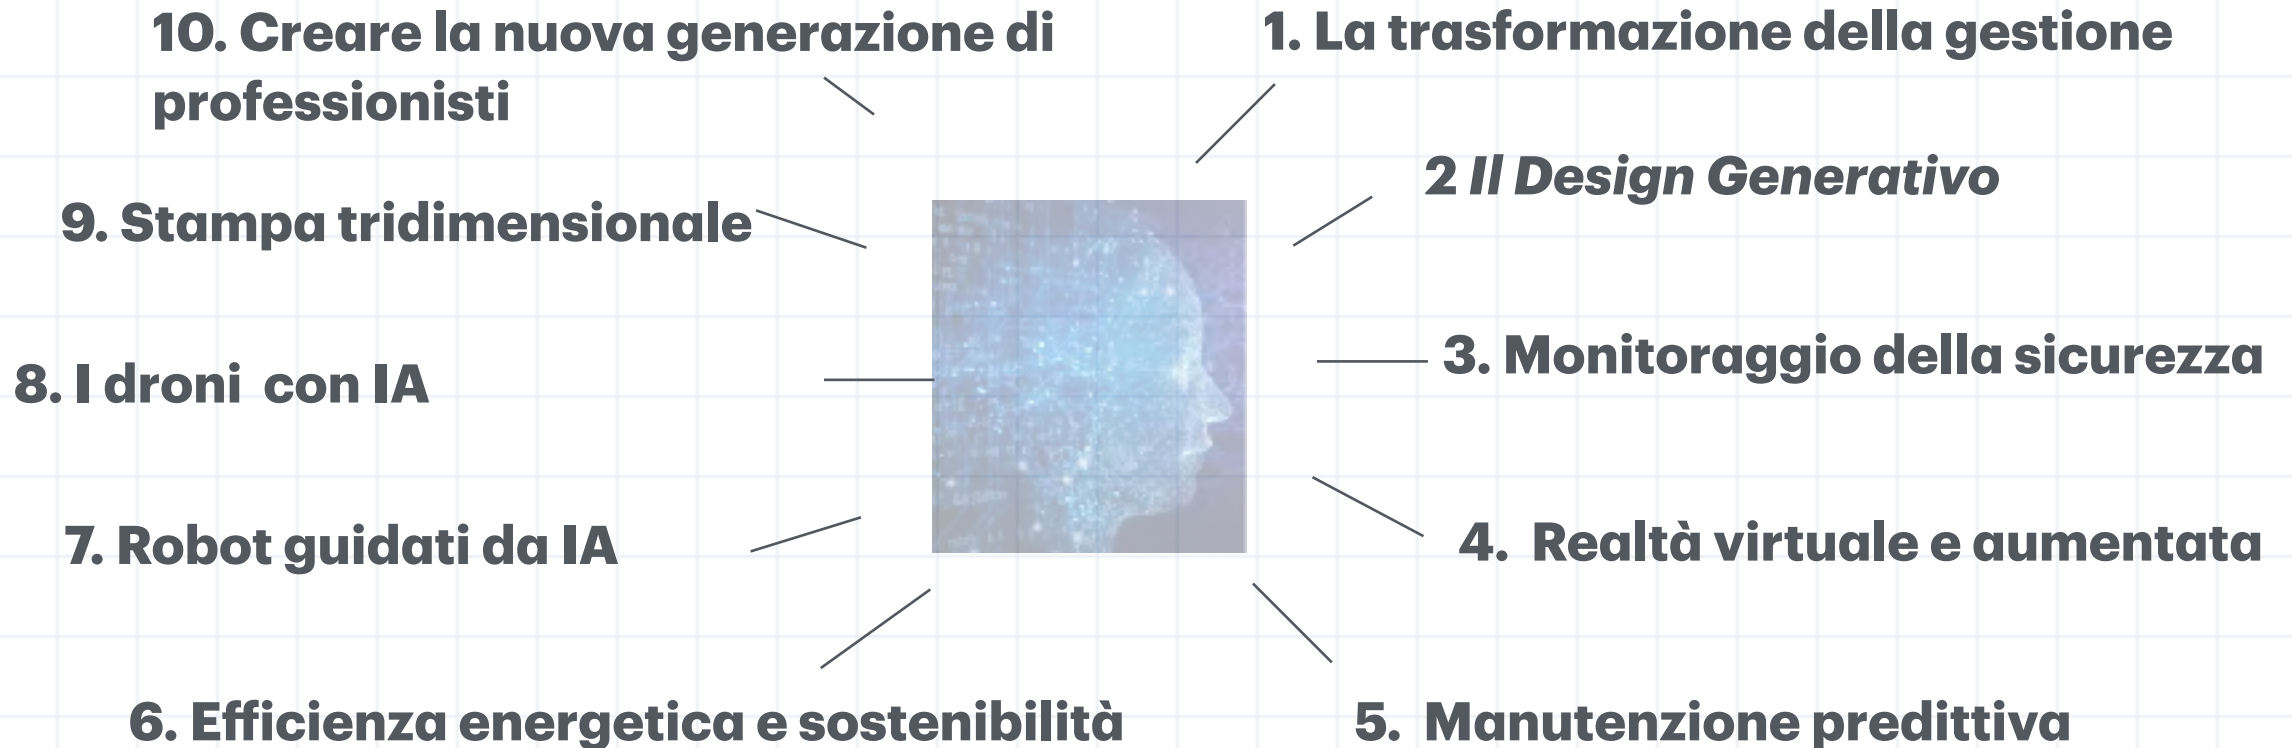 10. Creare la nuova generazione di
professionisti
1. La trasformazione della gestione
2 Il Design Generativo
9. Stampa tridimensionale
3. Monitoraggio della sicurezza
8. I droni  con IA
4.  Realtà virtuale e aumentata
7. Robot guidati da IA
6. Efficienza energetica e sostenibilità
5.  Manutenzione predittiva